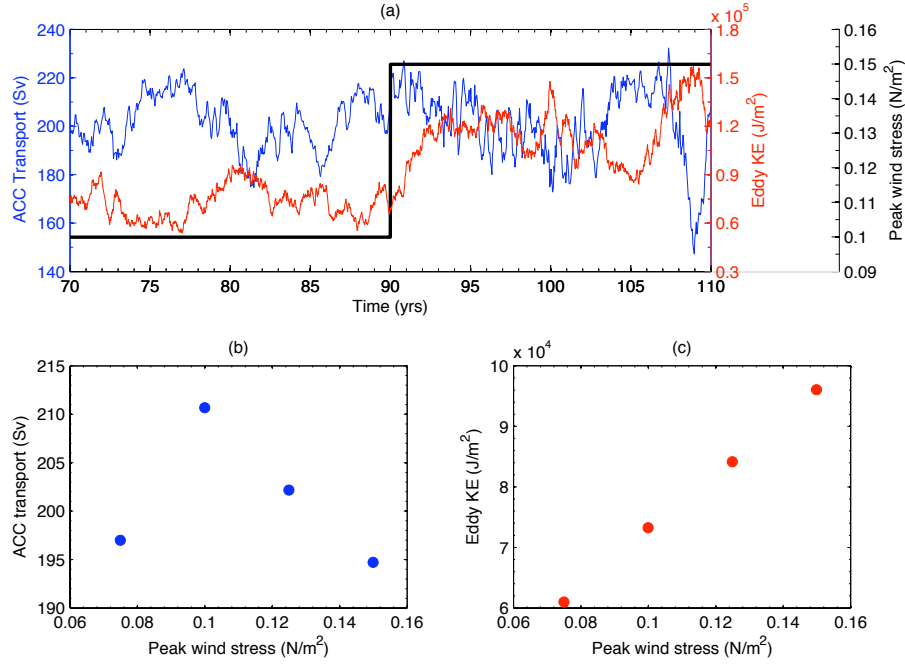 (a)
x 10^5
240
220
200
180
160
140
ACC Transport (Sv)
1.8
1.5
1.2
0.9
0.6
0.3
Eddy KE (J/m²)
0.16
0.15
0.14
0.13
0.12
0.11
0.1
0.09
Peak wind stress (N/m²)
70 75 80 85 90 95 100 105 110
Time (yrs)
(b)
215
210
205
200
195
190
ACC transport (Sv)
0.06 0.08 0.1 0.12 0.14 0.16
Peak wind stress (N/m²)
(c)
x 10^4
10
9
8
7
6
Eddy KE (J/m²)
0.06 0.08 0.1 0.12 0.14 0.16
Peak wind stress (N/m²)